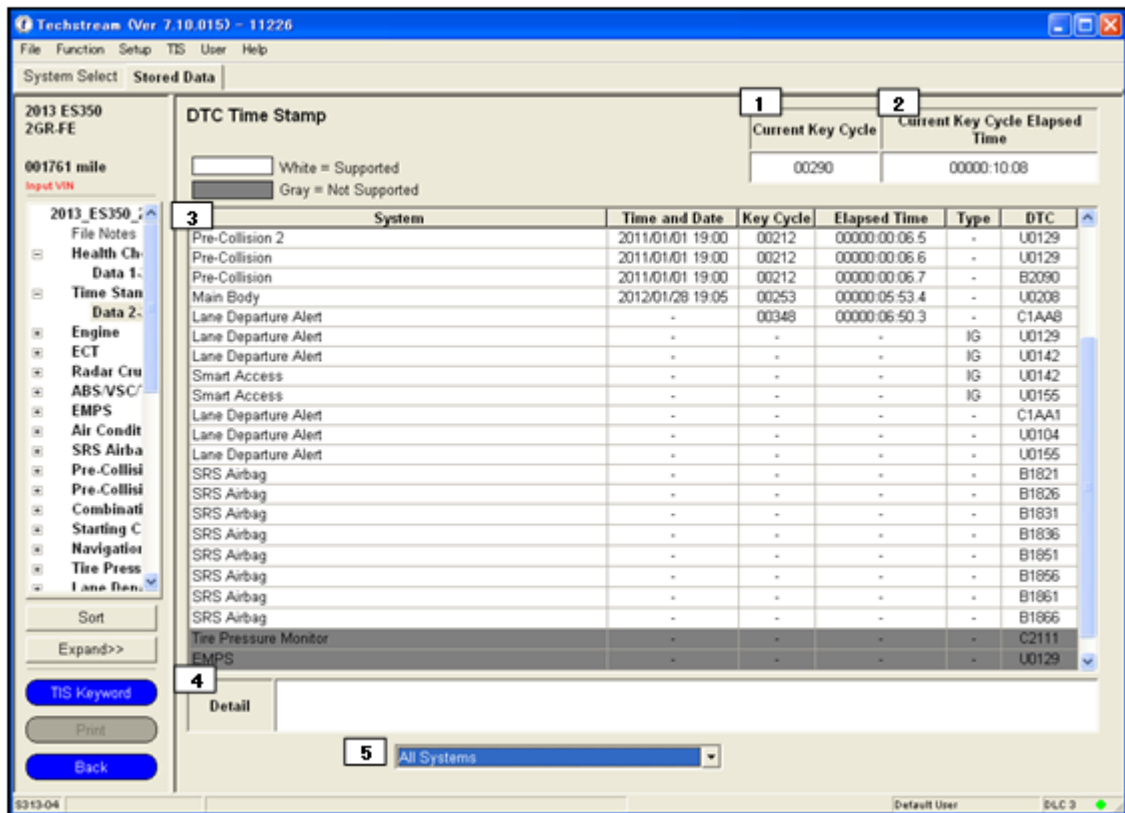 Techstream (Ver 7.10.015) - 11226
File Function Setup TIS User Help
System Select Stored Data
2013 ES350
2GR-FE
001761 mile
Input VIN
2013_ES350_2
File Notes
Health Ch
Data 1-
Time Stan
Data 2-
Engine
ECT
Radar Cru
ABS/VSC/
EMPS
Air Condit
SRS Airba
Pre-Collisi
Pre-Collisi
Combinati
Starting C
Navigation
Tire Press
Lane Dep
Sort
Expand>>
TIS Keyword
Print
Back
DTC Time Stamp
White = Supported
Gray = Not Supported
1
Current Key Cycle
00290
2
Current Key Cycle Elapsed
Time
00000:10:08
3
System Time and Date Key Cycle Elapsed Time Type DTC
Pre-Collision 2 2011/01/01 19:00 00212 00000:00:06.5 - U0129
Pre-Collision 2011/01/01 19:00 00212 00000:00:06.6 - U0129
Pre-Collision 2011/01/01 19:00 00212 00000:00:06.7 - B2090
Main Body 2012/01/28 19:05 00253 00000:05:53.4 - U0208
Lane Departure Alert - 00348 00000:06:50.3 - C1AA8
Lane Departure Alert - - - IG U0129
Lane Departure Alert - - - IG U0142
Smart Access - - - IG U0142
Smart Access - - - IG U0155
Lane Departure Alert - - - - C1AA1
Lane Departure Alert - - - - U0104
Lane Departure Alert - - - - U0155
SRS Airbag - - - - B1821
SRS Airbag - - - - B1826
SRS Airbag - - - - B1831
SRS Airbag - - - - B1836
SRS Airbag - - - - B1851
SRS Airbag - - - - B1856
SRS Airbag - - - - B1861
SRS Airbag - - - - B1866
Tire Pressure Monitor - - - - C2111
EMPS - - - - U0129
4
Detail
5
All Systems
S313-04
Default User
DLC 3